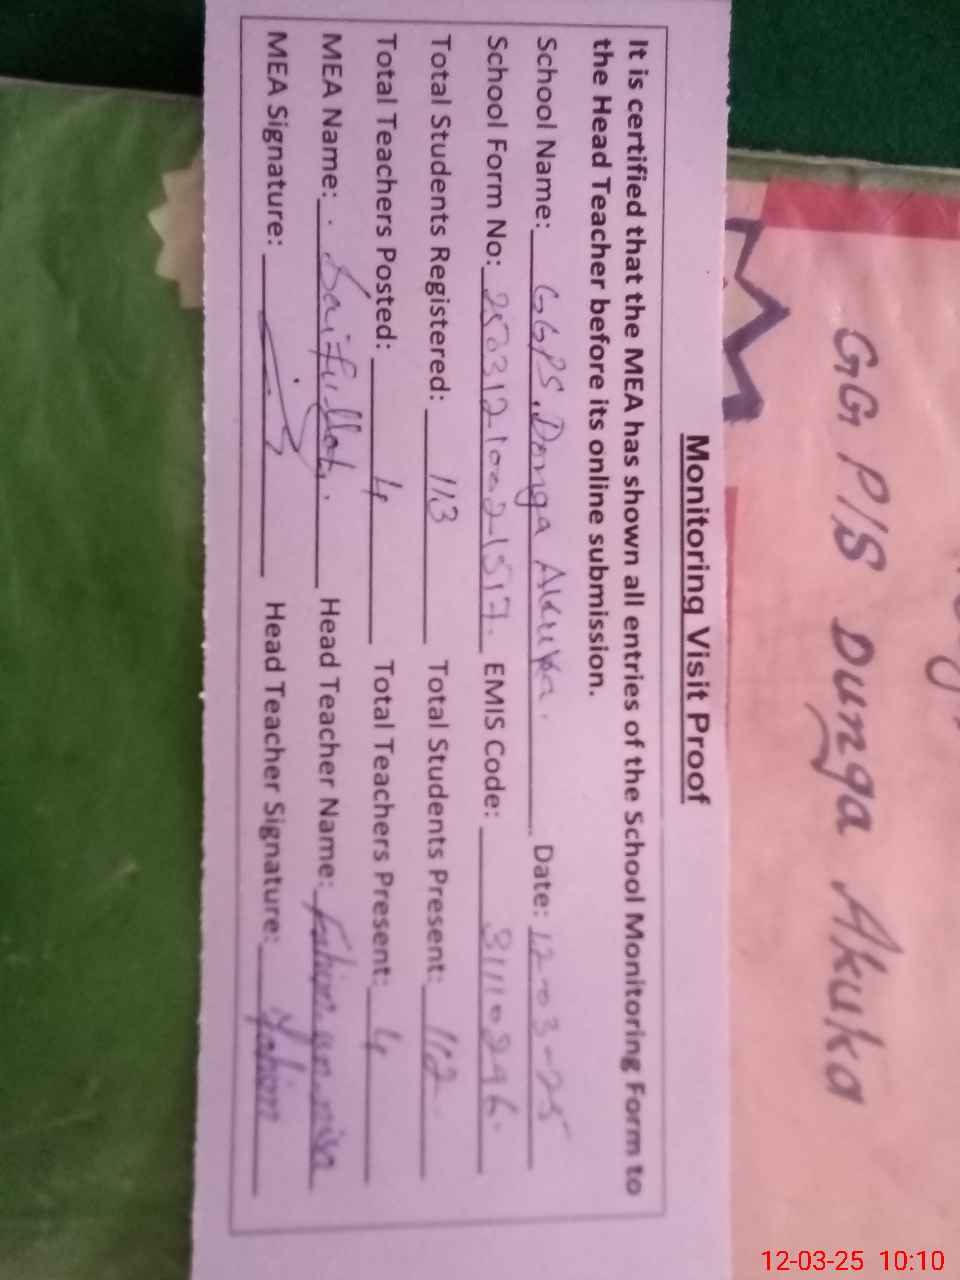 GG P/S Dunga Akuka
Monitoring Visit Proof
It is certified that the MEA has shown all entries of the School Monitoring Form to
the Head Teacher before its online submission.
School Name: GGPS. Donga Akuka. Date: 12-03-25
School Form No: EMIS Code:
Total Students Registered: 113 Total Students Present: 112
Total Teachers Posted: 4 Total Teachers Present: 4
MEA Name: Saifullah. Head Teacher Name:
MEA Signature: Head Teacher Signature:
12-03-25 10:10